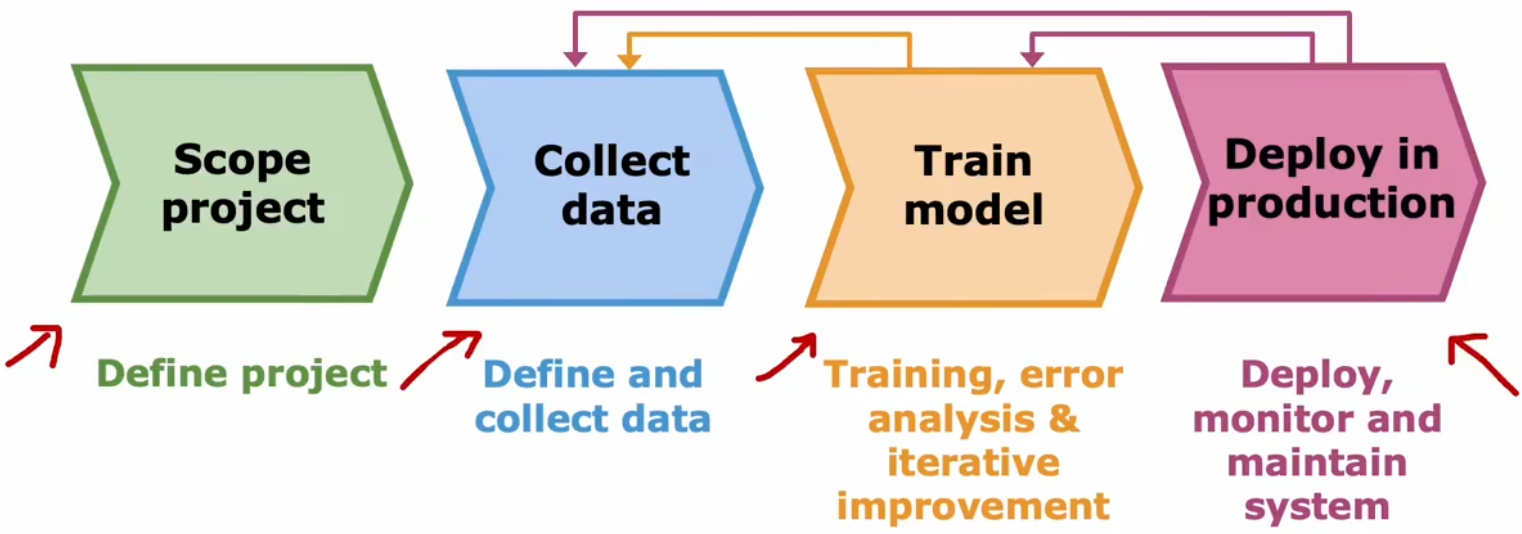 Scope
project
Collect
data
Train
model
Deploy in
production
Define project
Define and
collect data
Training, error
analysis &
iterative
improvement
Deploy,
monitor and
maintain
system